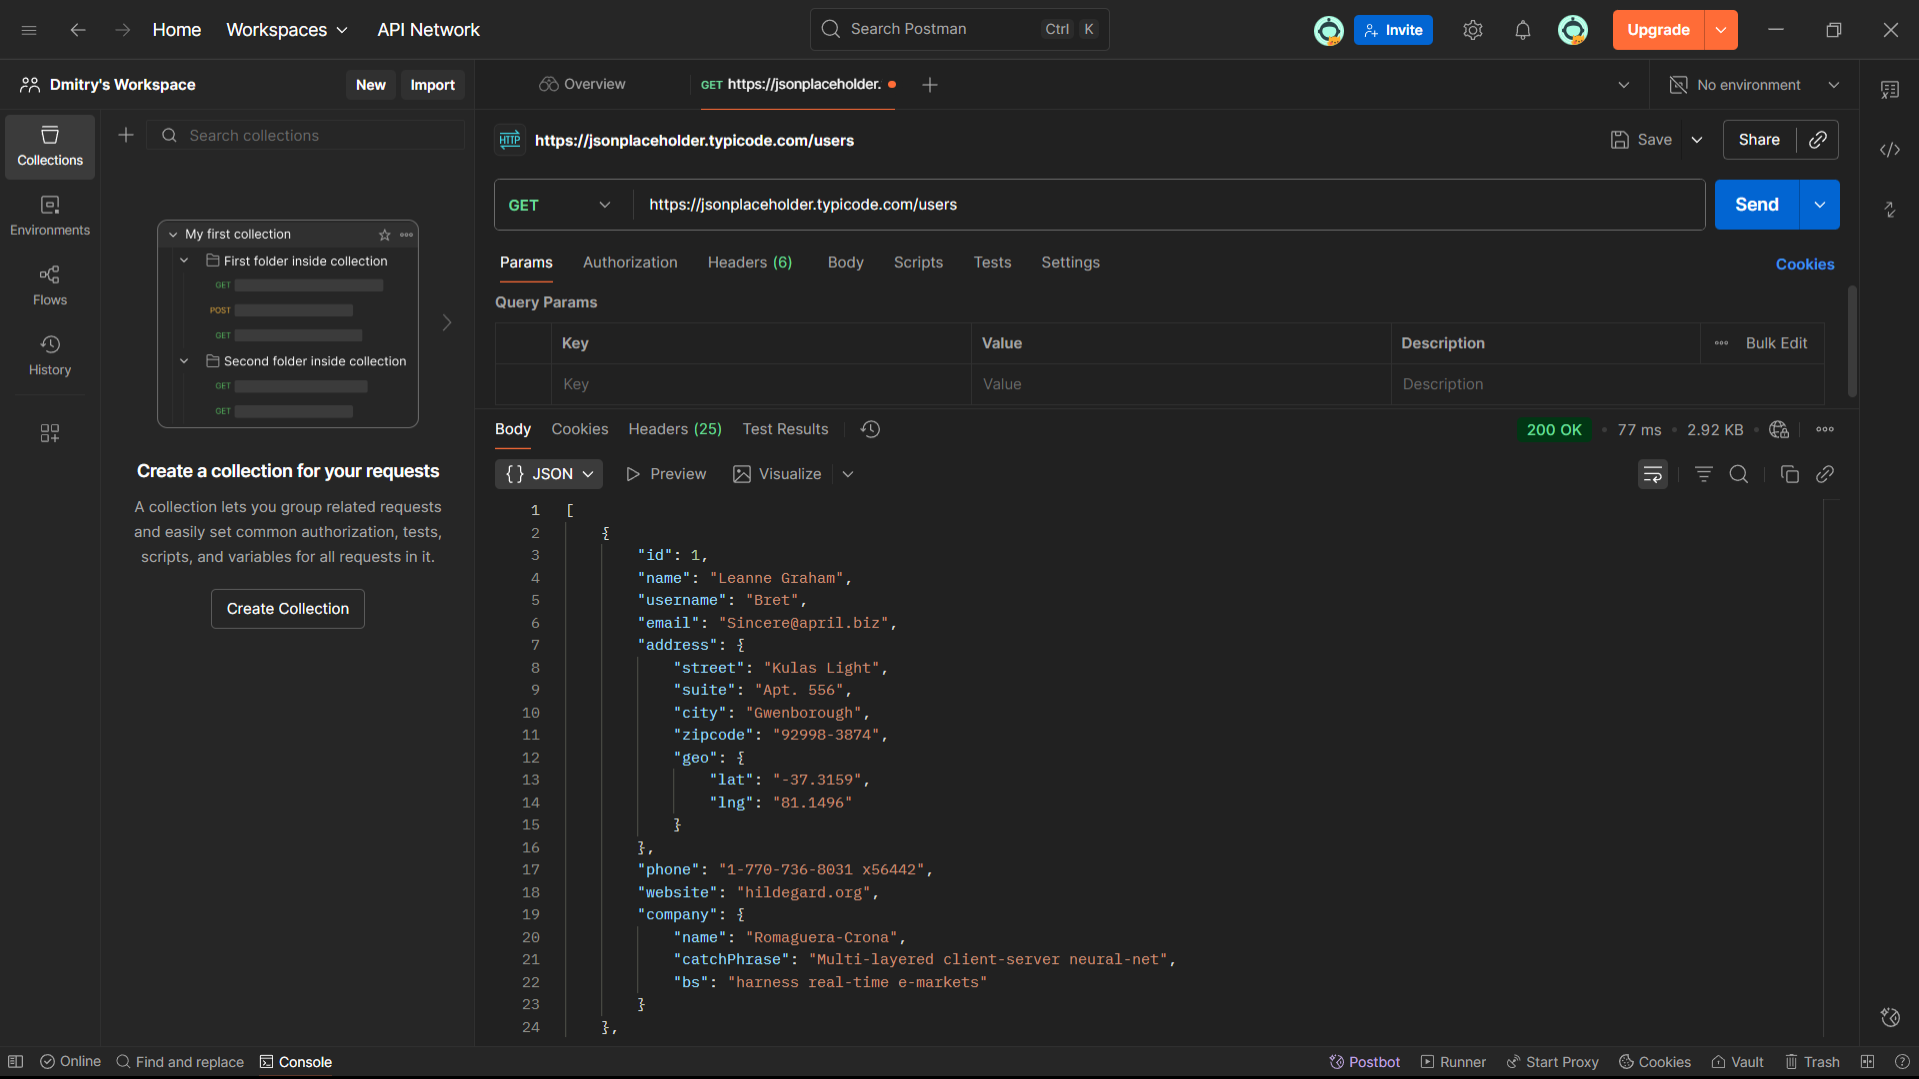 Home Workspaces API Network Search Postman Ctrl K Invite Upgrade
Dmitry's Workspace New Import Overview GET https://jsonplaceholder. No environment
Collections
Environments
Flows
History
Search collections
My first collection
First folder inside collection
GET
POST
GET
Second folder inside collection
GET
GET
Create a collection for your requests
A collection lets you group related requests
and easily set common authorization, tests,
scripts, and variables for all requests in it.
Create Collection
HTTP https://jsonplaceholder.typicode.com/users Save Share
GET https://jsonplaceholder.typicode.com/users Send
Params Authorization Headers (6) Body Scripts Tests Settings Cookies
Query Params
Key Value Description Bulk Edit
Key Value Description
Body Cookies Headers (25) Test Results 200 OK 77 ms 2.92 KB
{} JSON Preview Visualize
1 [
2 {
3 "id": 1,
4 "name": "Leanne Graham",
5 "username": "Bret",
6 "email": "Sincere@april.biz",
7 "address": {
8 "street": "Kulas Light",
9 "suite": "Apt. 556",
10 "city": "Gwenborough",
11 "zipcode": "92998-3874",
12 "geo": {
13 "lat": "-37.3159",
14 "lng": "81.1496"
15 }
16 },
17 "phone": "1-770-736-8031 x56442",
18 "website": "hildegard.org",
19 "company": {
20 "name": "Romaguera-Crona",
21 "catchPhrase": "Multi-layered client-server neural-net",
22 "bs": "harness real-time e-markets"
23 }
24 },
Online Find and replace Console Postbot Runner Start Proxy Cookies Vault Trash